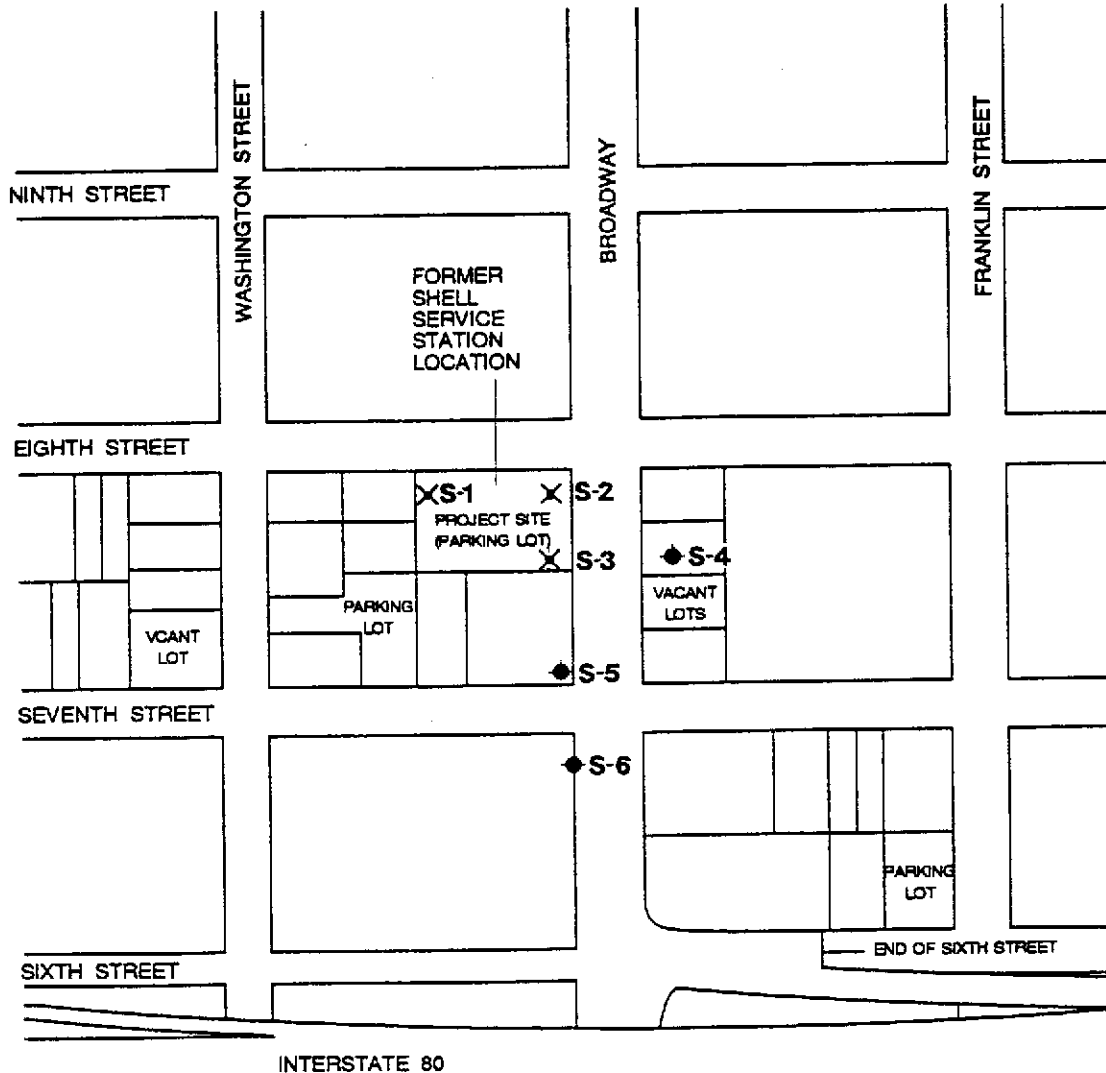 WASHINGTON STREET
BROADWAY
FRANKLIN STREET
NINTH STREET
FORMER
SHELL
SERVICE
STATION
LOCATION
EIGHTH STREET
S-1
S-2
PROJECT SITE
(PARKING LOT)
S-3
S-4
PARKING
LOT
VACANT
LOTS
VCANT
LOT
S-5
SEVENTH STREET
S-6
PARKING
LOT
END OF SIXTH STREET
SIXTH STREET
INTERSTATE 80